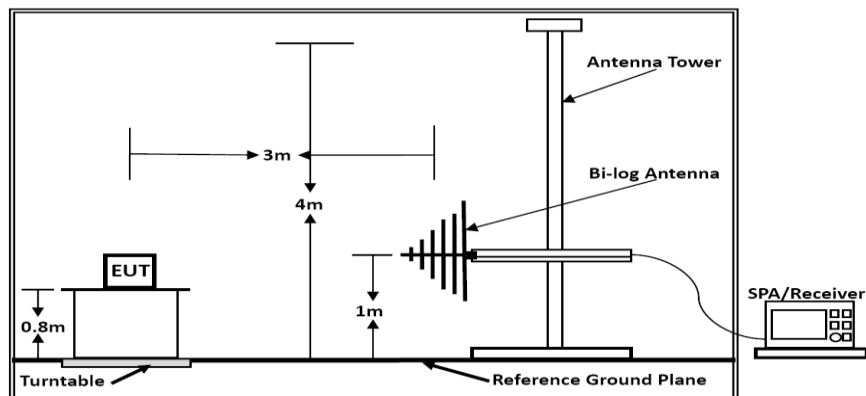 Antenna Tower
3m
Bi-log Antenna
4m
EUT
SPA/Receiver
0.8m
1m
Turntable
Reference Ground Plane